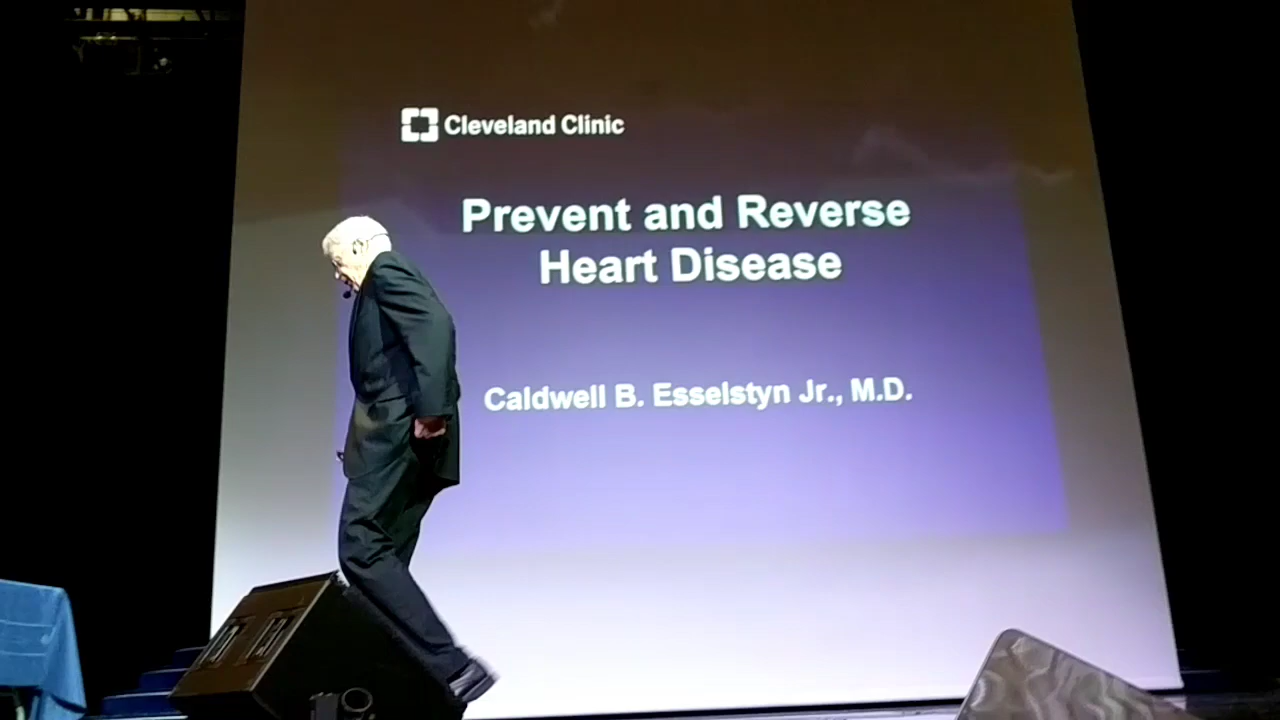 Cleveland Clinic
Prevent and Reverse
Heart Disease
Caldwell B. Esselstyn Jr., M.D.